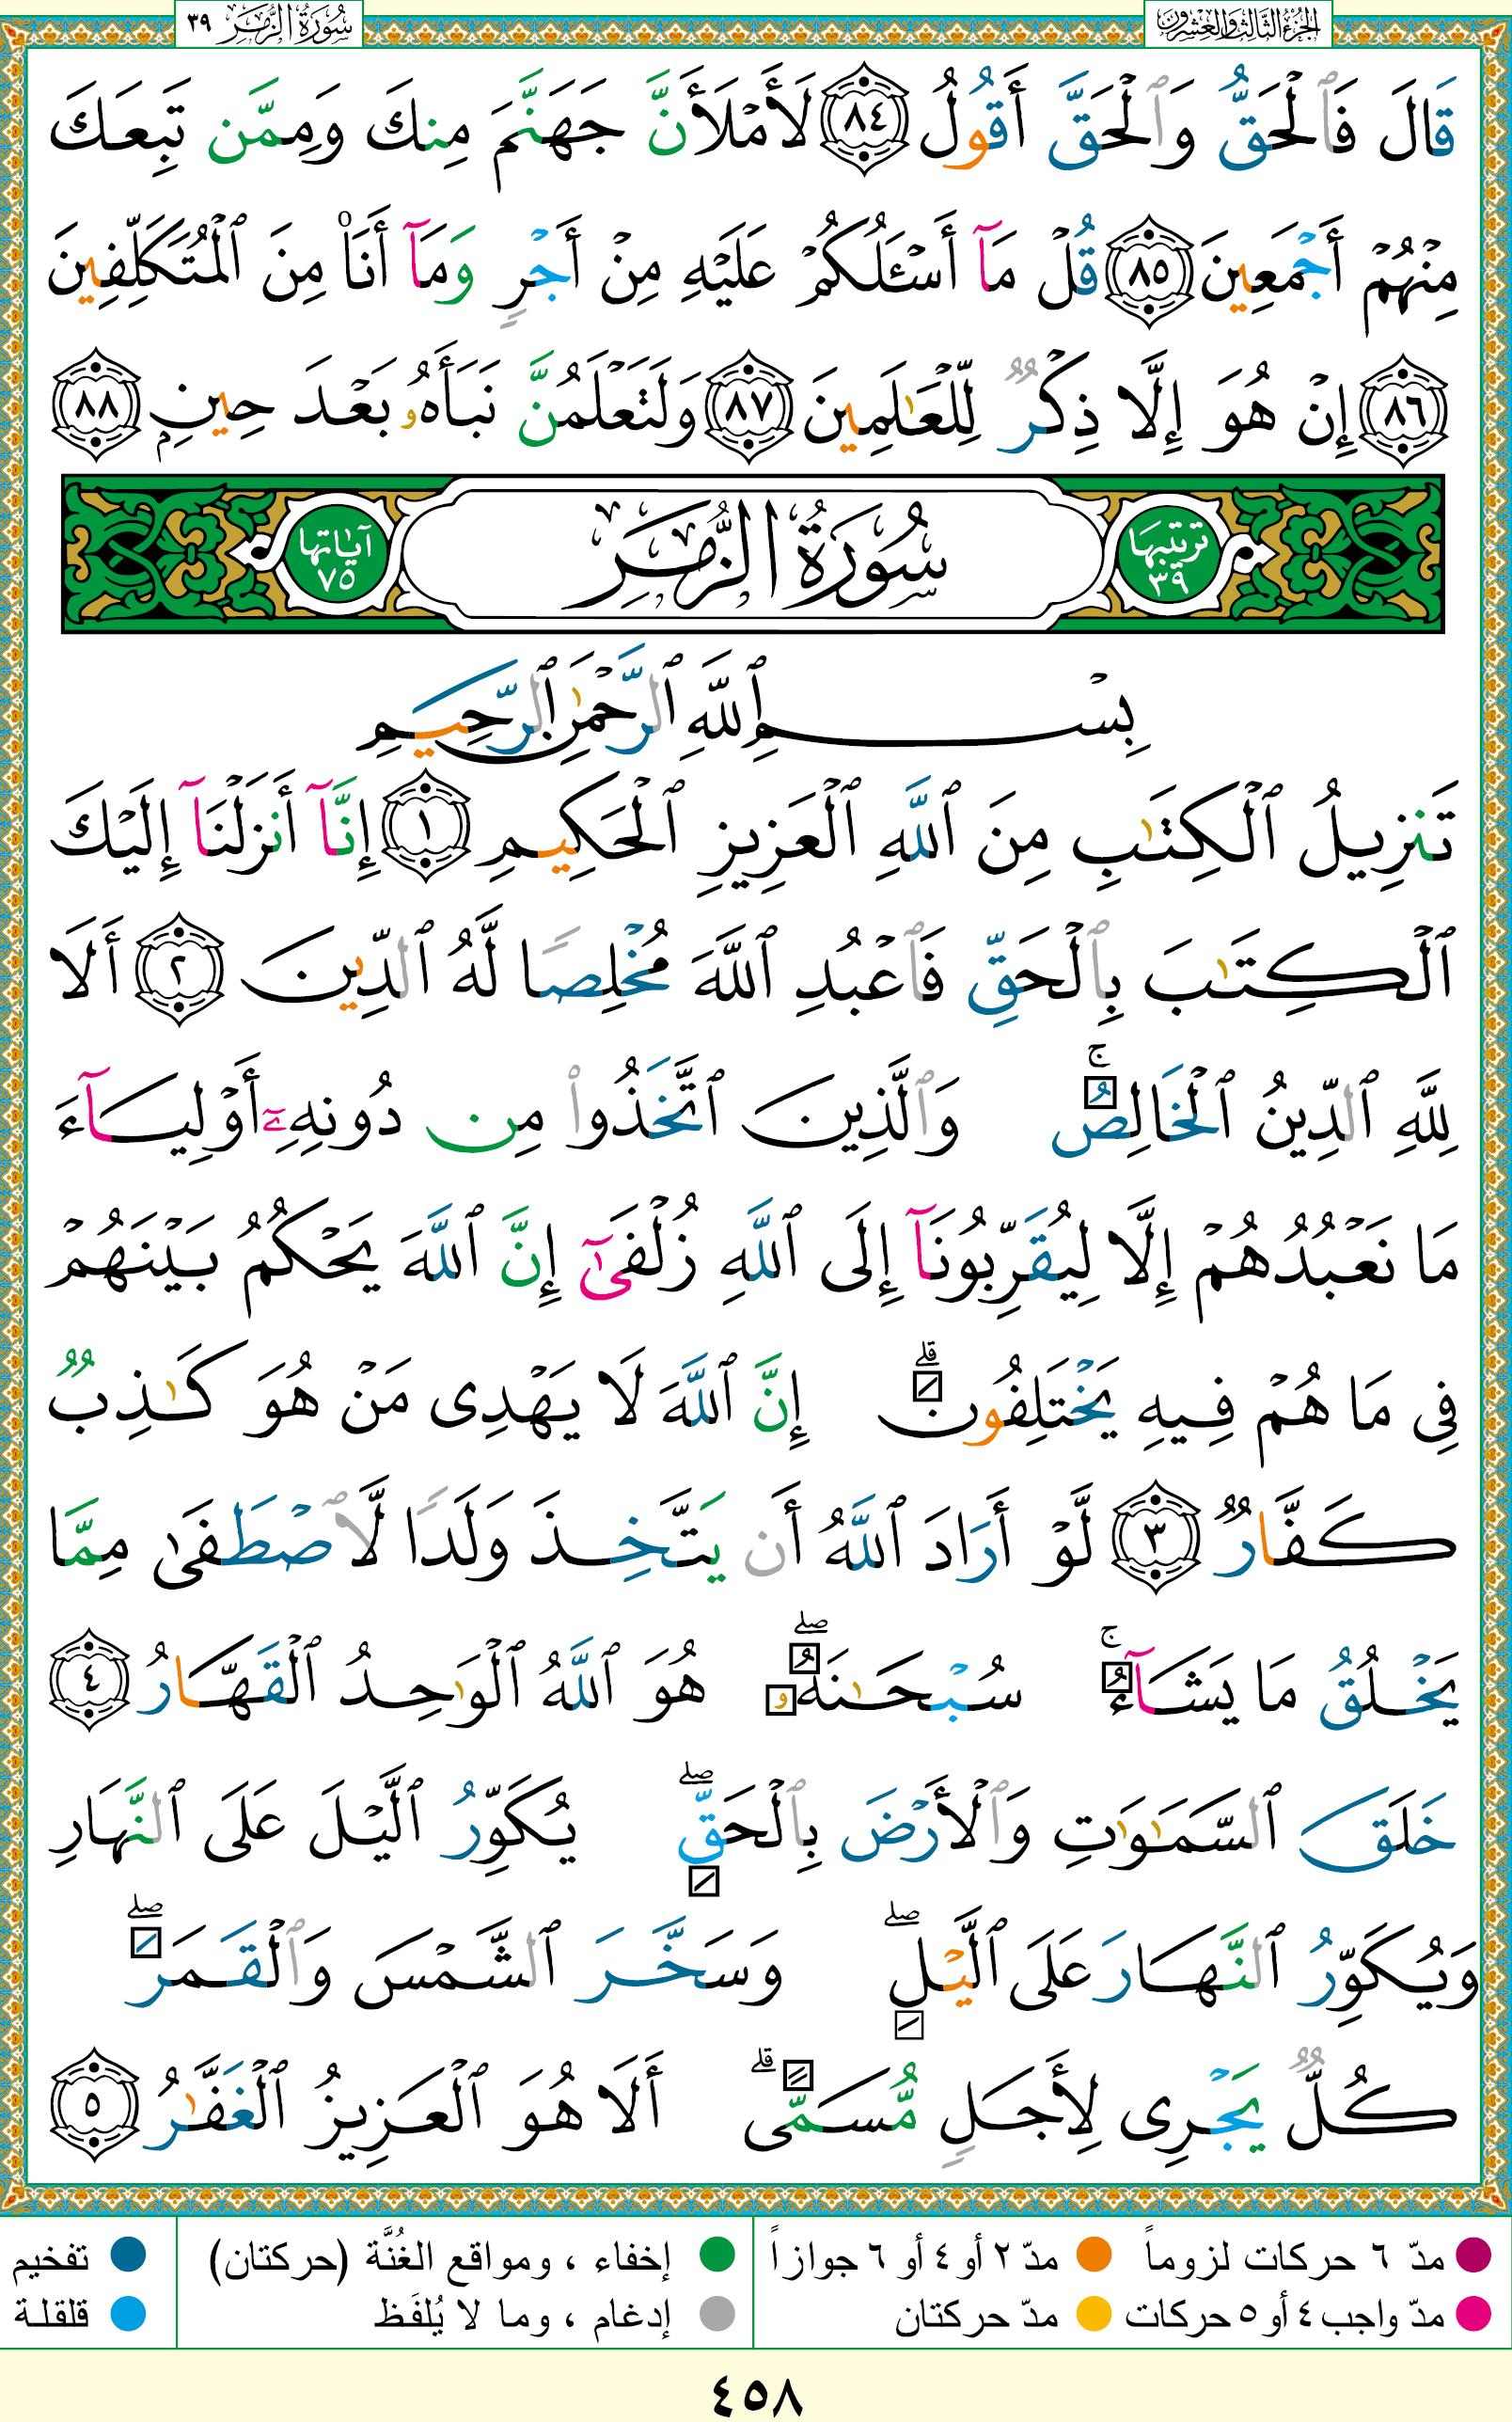 الجزء الثالث والعشرون
سُورَةُ الزُّمَر ٣٩
قَالَ فَٱلْحَقُّ وَٱلْحَقَّ أَقُولُ ٨٤ لَأَمْلَأَنَّ جَهَنَّمَ مِنكَ وَمِمَّن تَبِعَكَ
مِنْهُمْ أَجْمَعِينَ ٨٥ قُلْ مَآ أَسْـَٔلُكُمْ عَلَيْهِ مِنْ أَجْرٍ وَمَآ أَنَا۠ مِنَ ٱلْمُتَكَلِّفِينَ
٨٦ إِنْ هُوَ إِلَّا ذِكْرٌ لِّلْعَـٰلَمِينَ ٨٧ وَلَتَعْلَمُنَّ نَبَأَهُۥ بَعْدَ حِينِۭ ٨٨
ترتيبها ٣٩ سُورَةُ الزُّمَر آياتها ٧٥
بِسْمِ ٱللَّهِ ٱلرَّحْمَـٰنِ ٱلرَّحِيمِ
تَنزِيلُ ٱلْكِتَـٰبِ مِنَ ٱللَّهِ ٱلْعَزِيزِ ٱلْحَكِيمِ ١ إِنَّآ أَنزَلْنَآ إِلَيْكَ
ٱلْكِتَـٰبَ بِٱلْحَقِّ فَٱعْبُدِ ٱللَّهَ مُخْلِصًا لَّهُ ٱلدِّينَ ٢ أَلَا
لِلَّهِ ٱلدِّينُ ٱلْخَالِصُ ۚ وَٱلَّذِينَ ٱتَّخَذُوا۟ مِن دُونِهِۦٓ أَوْلِيَآءَ
مَا نَعْبُدُهُمْ إِلَّا لِيُقَرِّبُونَآ إِلَى ٱللَّهِ زُلْفَىٰٓ إِنَّ ٱللَّهَ يَحْكُمُ بَيْنَهُمْ
فِى مَا هُمْ فِيهِ يَخْتَلِفُونَ ۗ إِنَّ ٱللَّهَ لَا يَهْدِى مَنْ هُوَ كَـٰذِبٌ
كَفَّارٌ ٣ لَّوْ أَرَادَ ٱللَّهُ أَن يَتَّخِذَ وَلَدًا لَّٱصْطَفَىٰ مِمَّا
يَخْلُقُ مَا يَشَآءُ ۚ سُبْحَـٰنَهُۥ ۖ هُوَ ٱللَّهُ ٱلْوَٰحِدُ ٱلْقَهَّارُ ٤
خَلَقَ ٱلسَّمَـٰوَٰتِ وَٱلْأَرْضَ بِٱلْحَقِّ ۖ يُكَوِّرُ ٱلَّيْلَ عَلَى ٱلنَّهَارِ
وَيُكَوِّرُ ٱلنَّهَارَ عَلَى ٱلَّيْلِ ۖ وَسَخَّرَ ٱلشَّمْسَ وَٱلْقَمَرَ ۖ
كُلٌّ يَجْرِى لِأَجَلٍ مُّسَمًّى ۗ أَلَا هُوَ ٱلْعَزِيزُ ٱلْغَفَّـٰرُ ٥
مدّ ٦ حركات لزوماً مدّ ٢ أو ٤ أو ٦ جوازاً إخفاء ، ومواقع الغُنَّة (حركتان) تفخيم
مدّ واجب ٤ أو ٥ حركات مدّ حركتان إدغام ، وما لا يُلفَظ قلقلة
٤٥٨